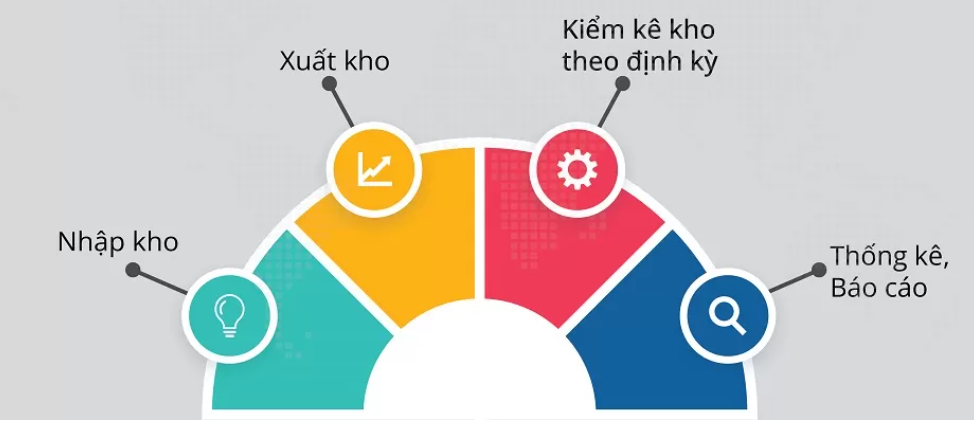 Nhập kho
Xuất kho
Kiểm kê kho
theo định kỳ
Thống kê,
Báo cáo